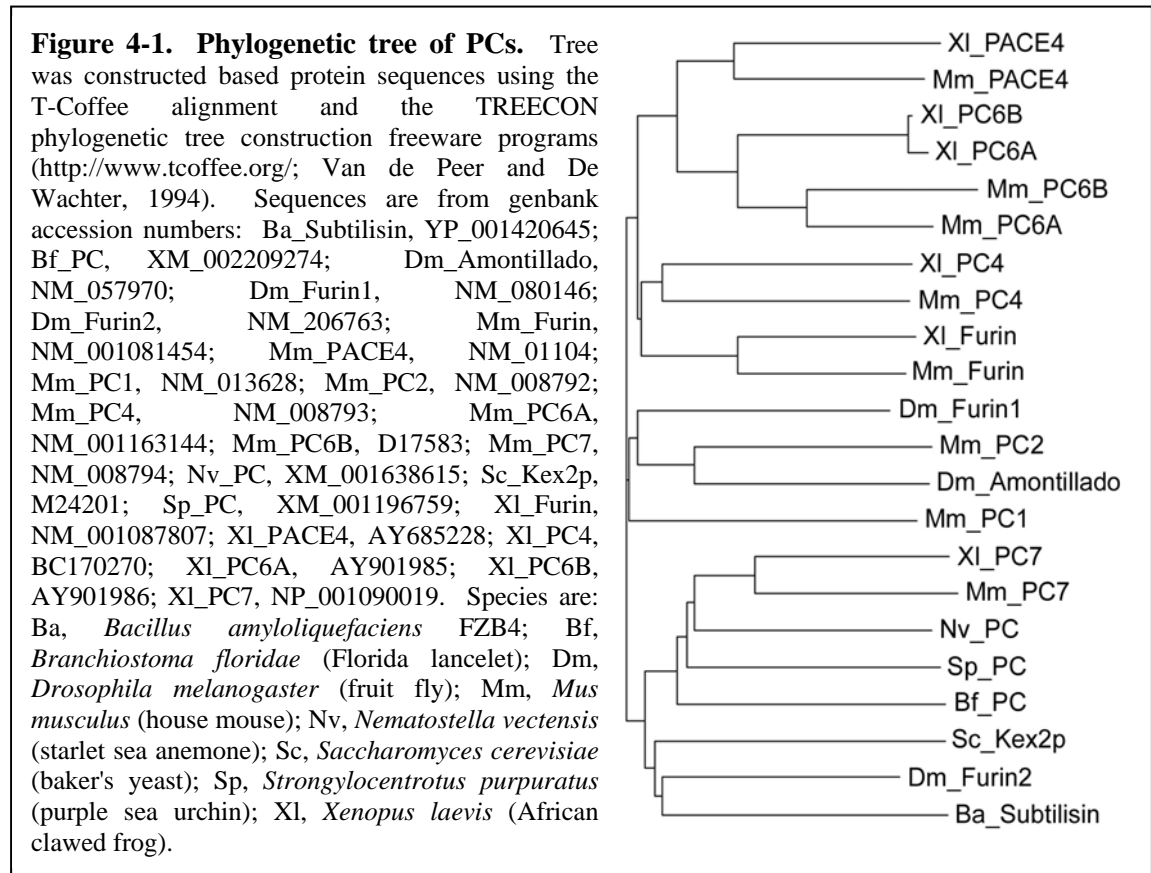 Figure 4-1. Phylogenetic tree of PCs. Tree
was constructed based protein sequences using the
T-Coffee alignment and the TREECON
phylogenetic tree construction freeware programs
(http://www.tcoffee.org/; Van de Peer and De
Wachter, 1994). Sequences are from genbank
accession numbers: Ba_Subtilisin, YP_001420645;
Bf_PC, XM_002209274; Dm_Amontillado,
NM_057970; Dm_Furin1, NM_080146;
Dm_Furin2, NM_206763; Mm_Furin,
NM_001081454; Mm_PACE4, NM_01104;
Mm_PC1, NM_013628; Mm_PC2, NM_008792;
Mm_PC4, NM_008793; Mm_PC6A,
NM_001163144; Mm_PC6B, D17583; Mm_PC7,
NM_008794; Nv_PC, XM_001638615; Sc_Kex2p,
M24201; Sp_PC, XM_001196759; Xl_Furin,
NM_001087807; Xl_PACE4, AY685228; Xl_PC4,
BC170270; Xl_PC6A, AY901985; Xl_PC6B,
AY901986; Xl_PC7, NP_001090019. Species are:
Ba, Bacillus amyloliquefaciens FZB4; Bf,
Branchiostoma floridae (Florida lancelet); Dm,
Drosophila melanogaster (fruit fly); Mm, Mus
musculus (house mouse); Nv, Nematostella vectensis
(starlet sea anemone); Sc, Saccharomyces cerevisiae
(baker's yeast); Sp, Strongylocentrotus purpuratus
(purple sea urchin); Xl, Xenopus laevis (African
clawed frog).
Xl_PACE4
Mm_PACE4
Xl_PC6B
Xl_PC6A
Mm_PC6B
Mm_PC6A
Xl_PC4
Mm_PC4
Xl_Furin
Mm_Furin
Dm_Furin1
Mm_PC2
Dm_Amontillado
Mm_PC1
Xl_PC7
Mm_PC7
Nv_PC
Sp_PC
Bf_PC
Sc_Kex2p
Dm_Furin2
Ba_Subtilisin